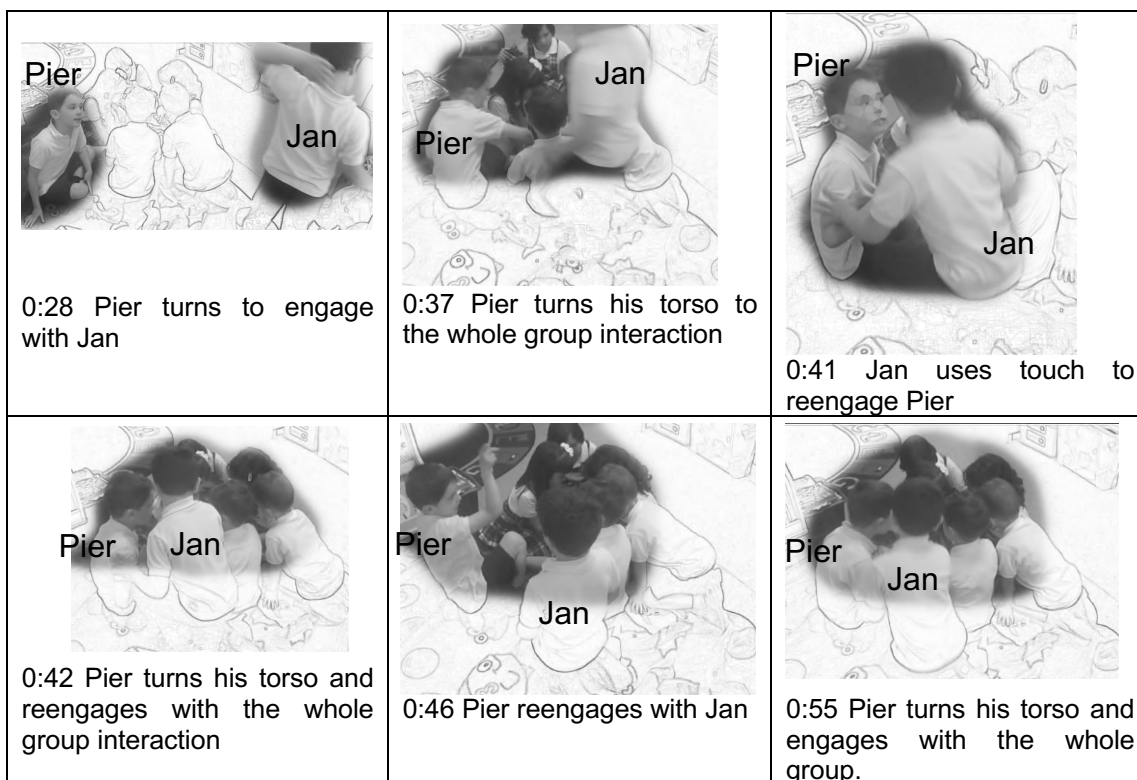 Pier
Jan
0:28 Pier turns to engage
with Jan
Jan
Pier
0:37 Pier turns his torso to
the whole group interaction
Pier
Jan
0:41 Jan uses touch to
reengage Pier
Pier
Jan
0:42 Pier turns his torso and
reengages with the whole
group interaction
Pier
Jan
0:46 Pier reengages with Jan
Pier
Jan
0:55 Pier turns his torso and
engages with the whole
group.